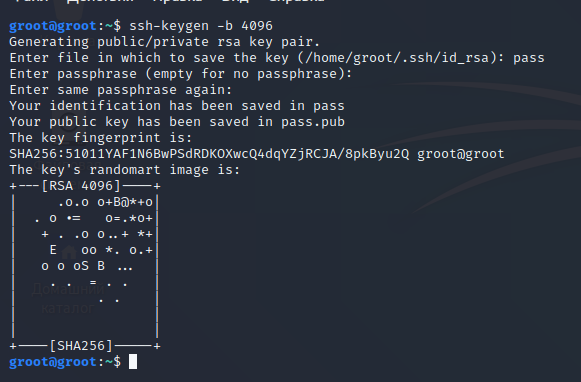 groot@groot:~$ ssh-keygen -b 4096
Generating public/private rsa key pair.
Enter file in which to save the key (/home/groot/.ssh/id_rsa): pass
Enter passphrase (empty for no passphrase):
Enter same passphrase again:
Your identification has been saved in pass
Your public key has been saved in pass.pub
The key fingerprint is:
SHA256:51011YAF1N6BwPSdRDKOXwcQ4dqYZjRCJA/8pkByu2Q groot@groot
The key's randomart image is:
+---[RSA 4096]----+
|     .o.o o+B@*+o|
|  . o +=   o=.*o+|
|   + . .o o..+ *+|
|    E   oo *. o.+|
|   o o oS B ...  |
|    . .  = . .   |
|          . .    |
|                 |
|                 |
+----[SHA256]-----+
groot@groot:~$